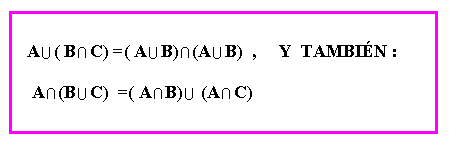 A∪( B∩C) =( A∪B)∩(A∪B) , Y TAMBIÉN :
A∩(B∪C) =( A∩B)∪ (A∩C)